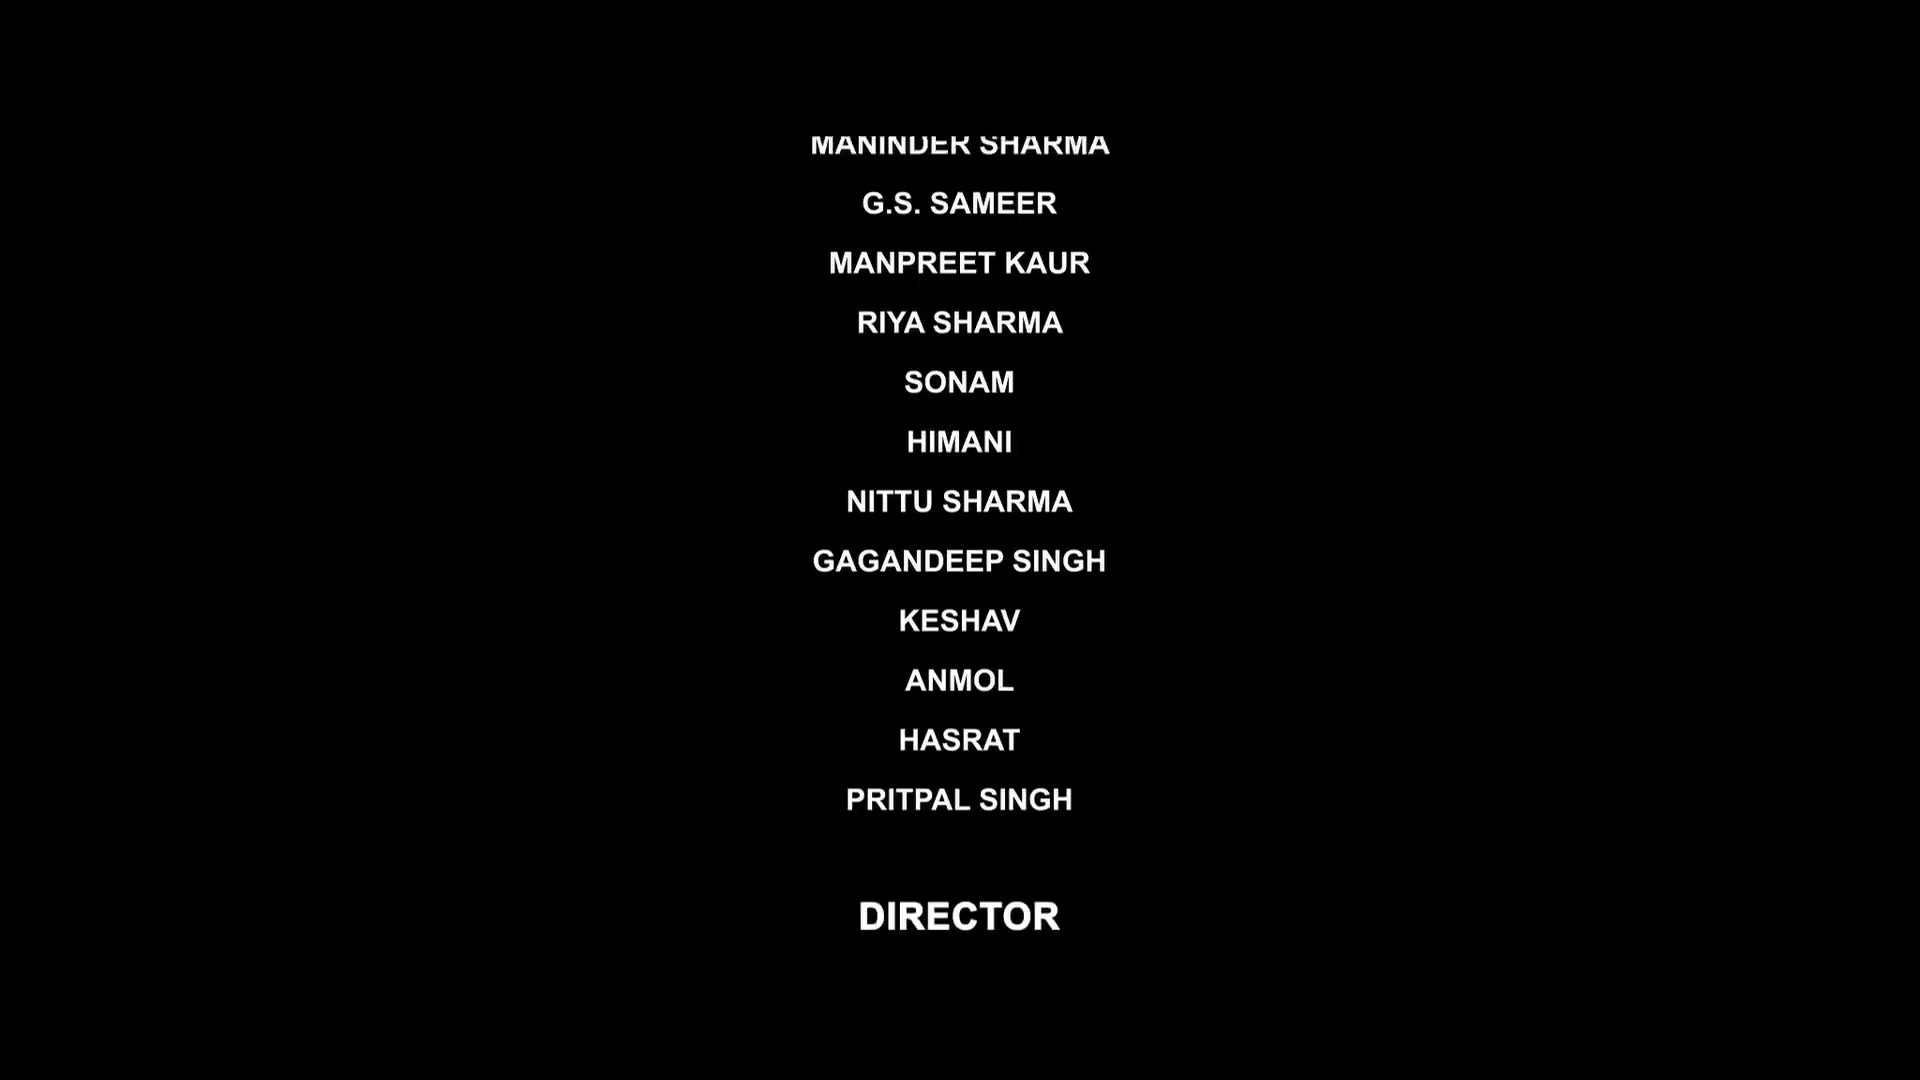 MANINDER SHARMA
G.S. SAMEER
MANPREET KAUR
RIYA SHARMA
SONAM
HIMANI
NITTU SHARMA
GAGANDEEP SINGH
KESHAV
ANMOL
HASRAT
PRITPAL SINGH
DIRECTOR